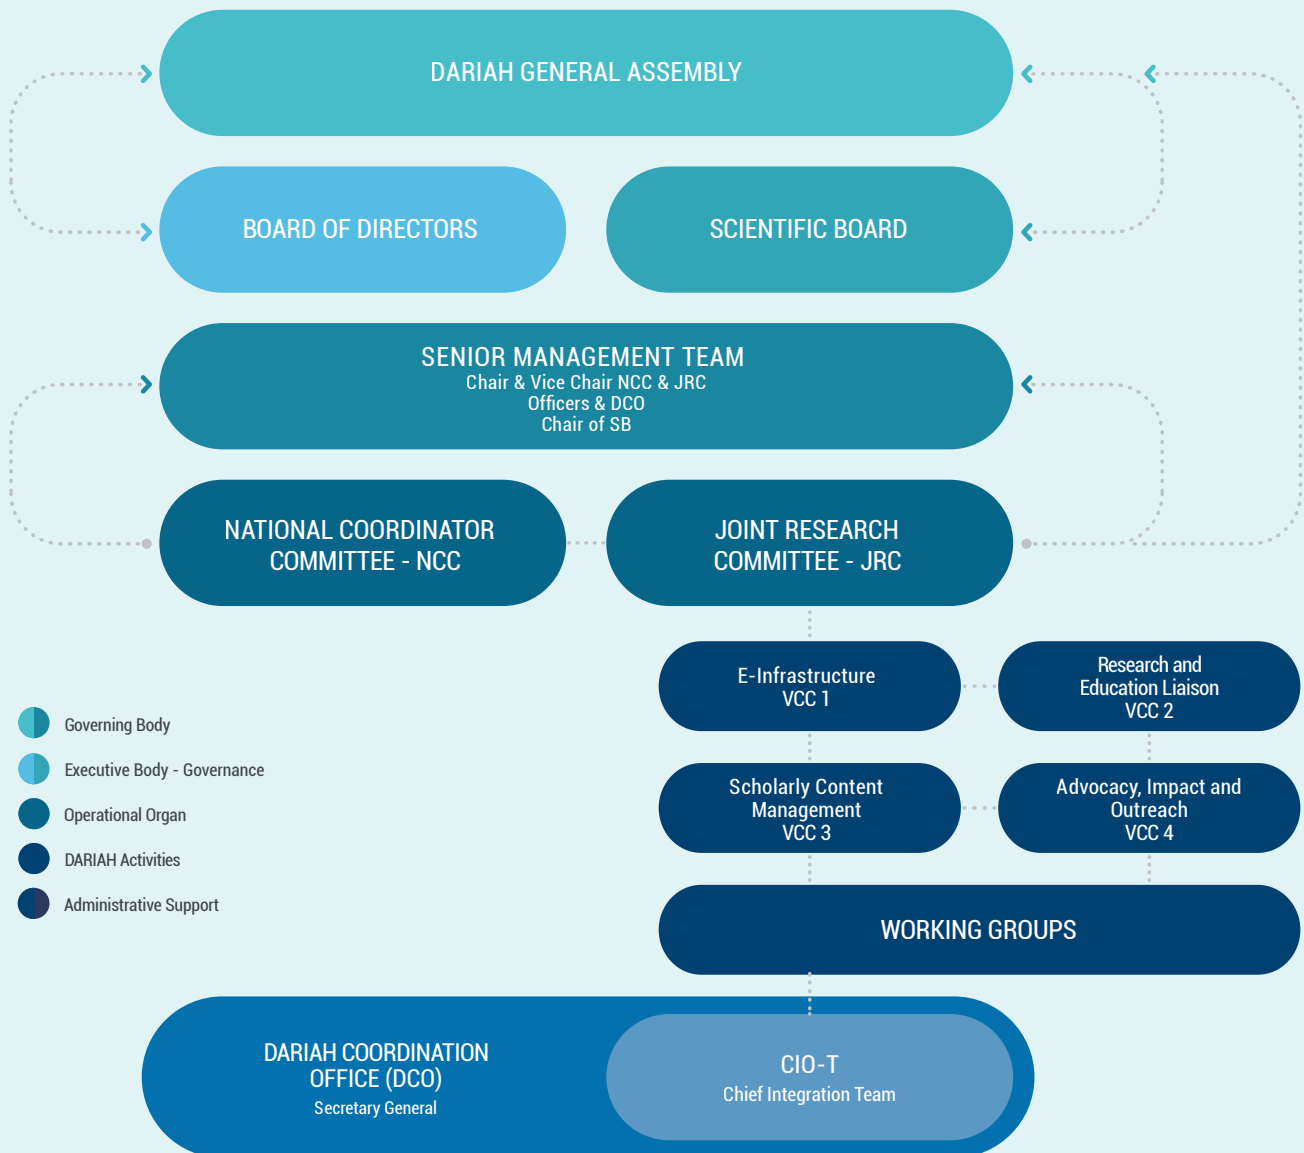 DARIAH GENERAL ASSEMBLY
BOARD OF DIRECTORS
SCIENTIFIC BOARD
SENIOR MANAGEMENT TEAM
Chair & Vice Chair NCC & JRC
Officers & DCO
Chair of SB
NATIONAL COORDINATOR
COMMITTEE - NCC
JOINT RESEARCH
COMMITTEE - JRC
E-Infrastructure
VCC 1
Research and
Education Liaison
VCC 2
Scholarly Content
Management
VCC 3
Advocacy, Impact and
Outreach
VCC 4
WORKING GROUPS
Governing Body
Executive Body - Governance
Operational Organ
DARIAH Activities
Administrative Support
DARIAH COORDINATION
OFFICE (DCO)
Secretary General
CIO-T
Chief Integration Team